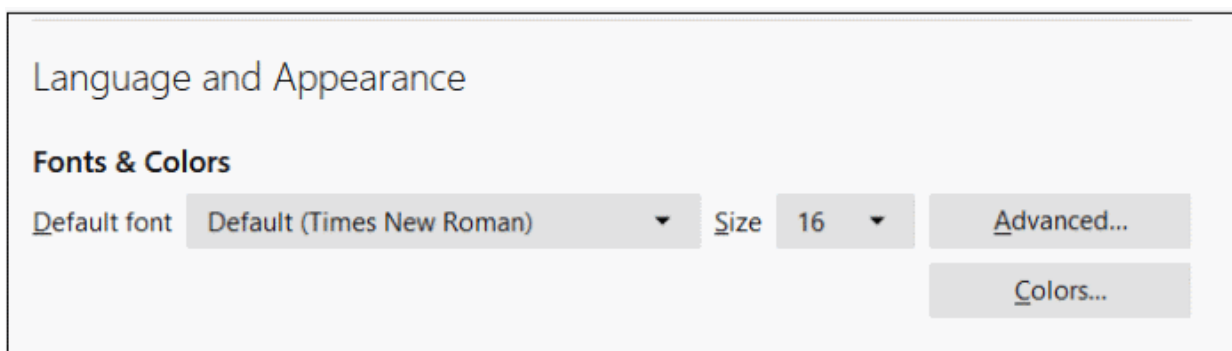 Language and Appearance
Fonts & Colors
Default font Default (Times New Roman) Size 16 Advanced...
Colors...